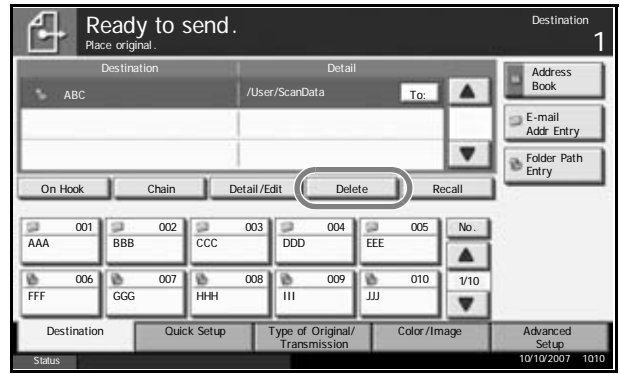 Ready to send.
Destination
Place original.
1
Destination Detail
ABC /User/ScanData To:
Address
Book
E-mail
Addr Entry
Folder Path
Entry
On Hook Chain Detail/Edit Delete Recall
001 002 003 004 005 No.
AAA BBB CCC DDD EEE
006 007 008 009 010 1/10
FFF GGG HHH III JJJ
Destination Quick Setup Type of Original/
Transmission Color/Image Advanced
Setup
Status 10/10/2007 1010